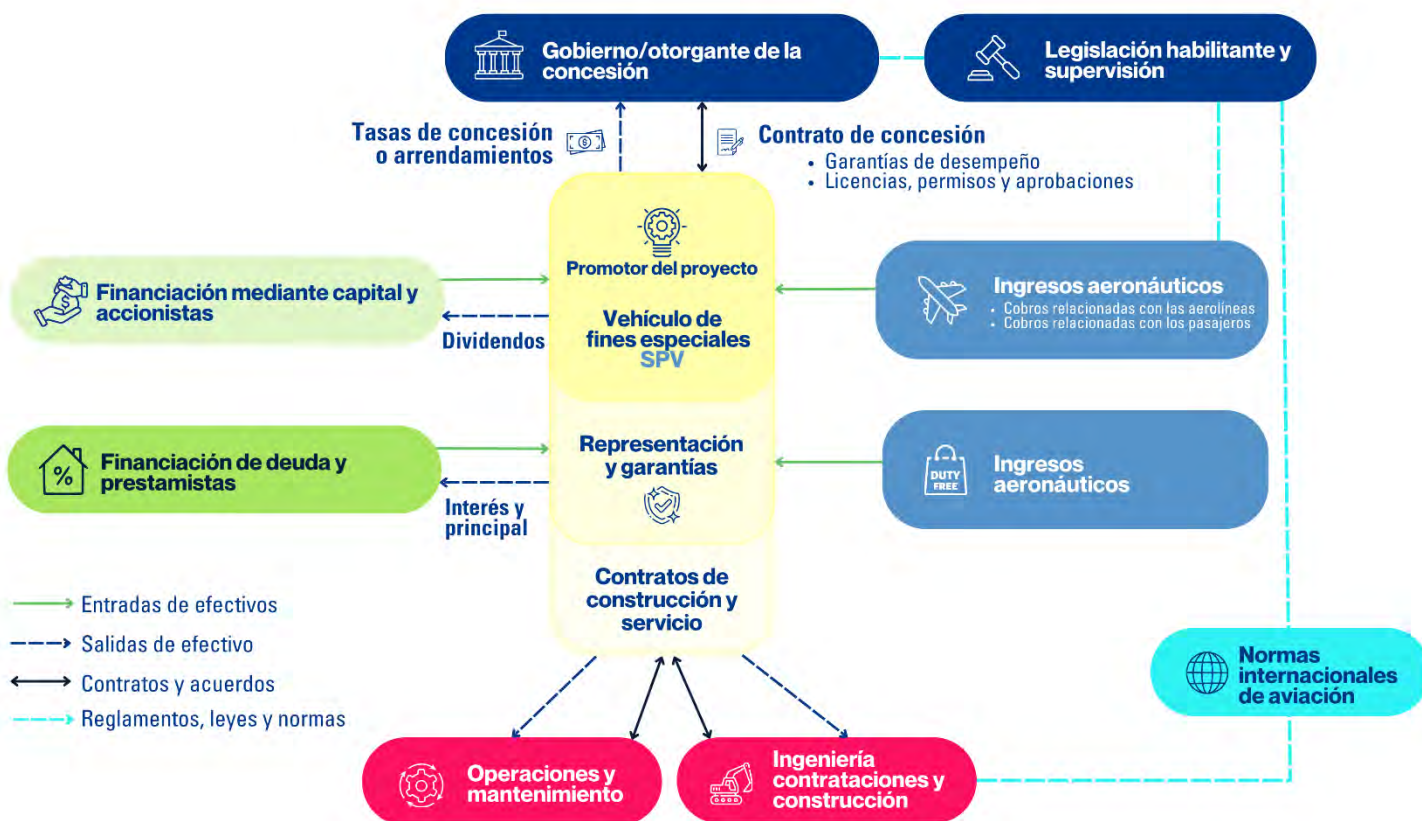 Gobierno/otorgante de la
concesión
Legislación habilitante y
supervisión
Tasas de concesión
o arrendamientos
Contrato de concesión
• Garantías de desempeño
• Licencias, permisos y aprobaciones
Promotor del proyecto
Vehículo de
fines especiales
SPV
Financiación mediante capital y
accionistas
Dividendos
Ingresos aeronáuticos
• Cobros relacionadas con las aerolíneas
• Cobros relacionadas con los pasajeros
Financiación de deuda y
prestamistas
%
Interés y
principal
Representación
y garantías
DUTY
FREE
Ingresos
aeronáuticos
Contratos de
construcción y
servicio
Entradas de efectivos
Salidas de efectivo
Contratos y acuerdos
Reglamentos, leyes y normas
Normas
internacionales
de aviación
Operaciones y
mantenimiento
Ingeniería
contrataciones y
construcción